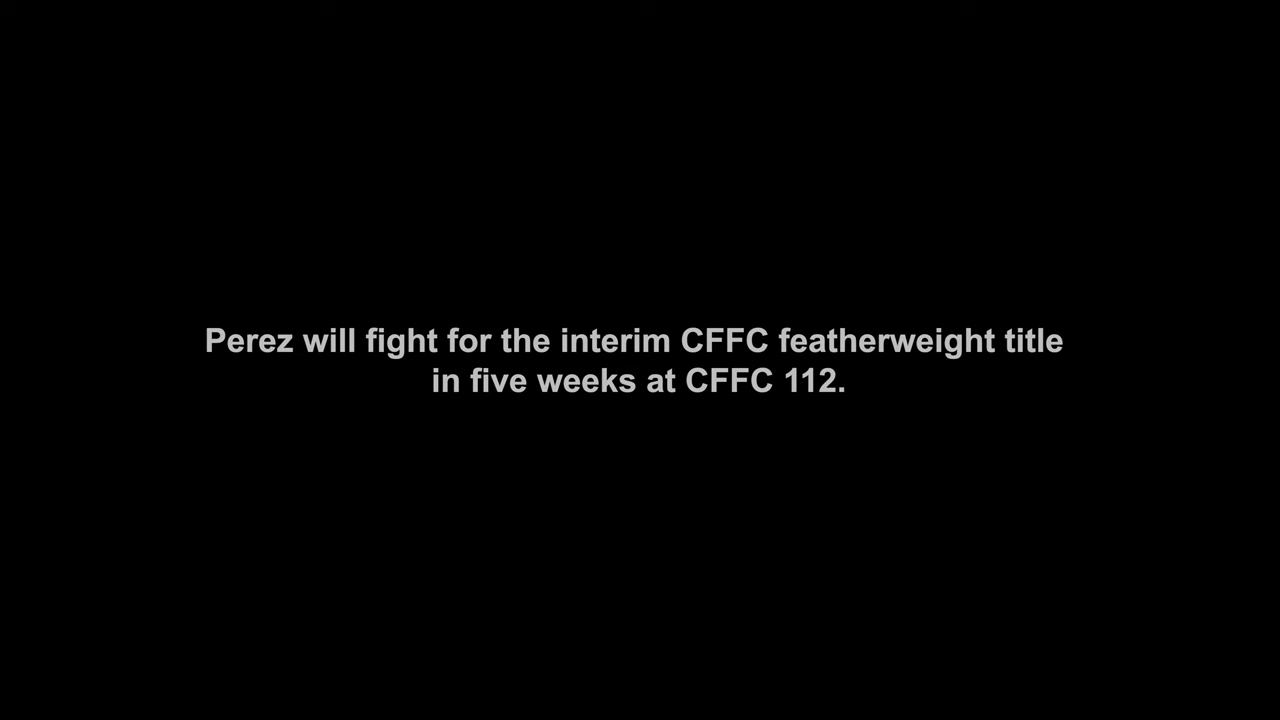 Perez will fight for the interim CFFC featherweight title
in five weeks at CFFC 112.